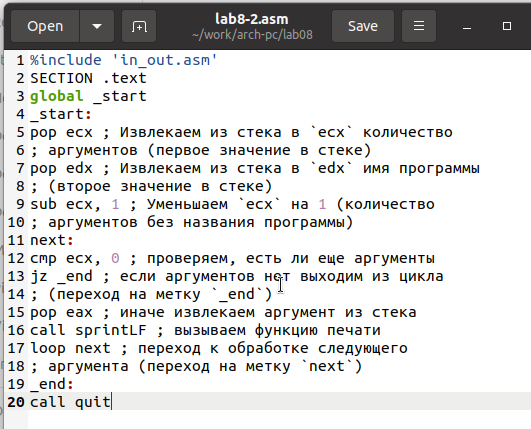 Open
lab8-2.asm
~/work/arch-pc/lab08
Save
1 %include 'in_out.asm'
2 SECTION .text
3 global _start
4 _start:
5 pop ecx ; Извлекаем из стека в `ecx` количество
6 ; аргументов (первое значение в стеке)
7 pop edx ; Извлекаем из стека в `edx` имя программы
8 ; (второе значение в стеке)
9 sub ecx, 1 ; Уменьшаем `ecx` на 1 (количество
10 ; аргументов без названия программы)
11 next:
12 cmp ecx, 0 ; проверяем, есть ли еще аргументы
13 jz _end ; если аргументов нет выходим из цикла
14 ; (переход на метку `_end`)
15 pop eax ; иначе извлекаем аргумент из стека
16 call sprintLF ; вызываем функцию печати
17 loop next ; переход к обработке следующего
18 ; аргумента (переход на метку `next`)
19 _end:
20 call quit